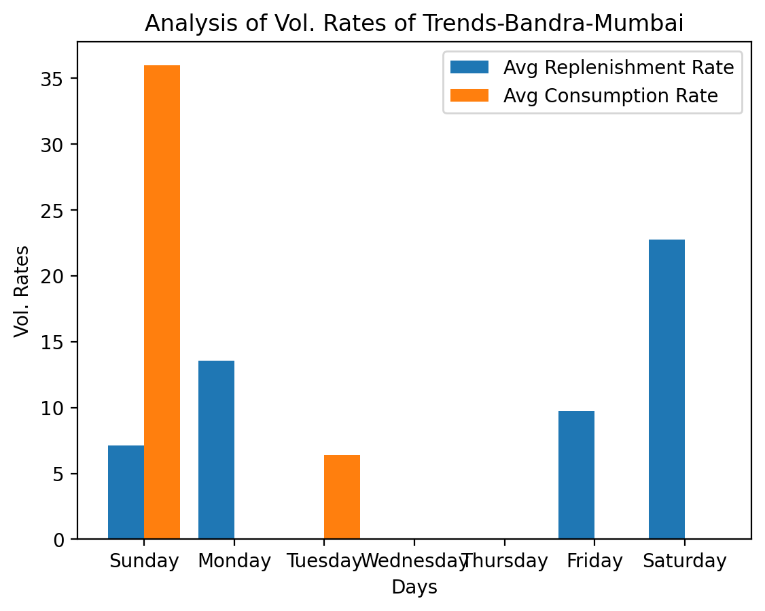 Analysis of Vol. Rates of Trends-Bandra-Mumbai
Avg Replenishment Rate
Avg Consumption Rate
Vol. Rates
35
30
25
20
15
10
5
0
Sunday Monday Tuesday Wednesday Thursday Friday Saturday
Days